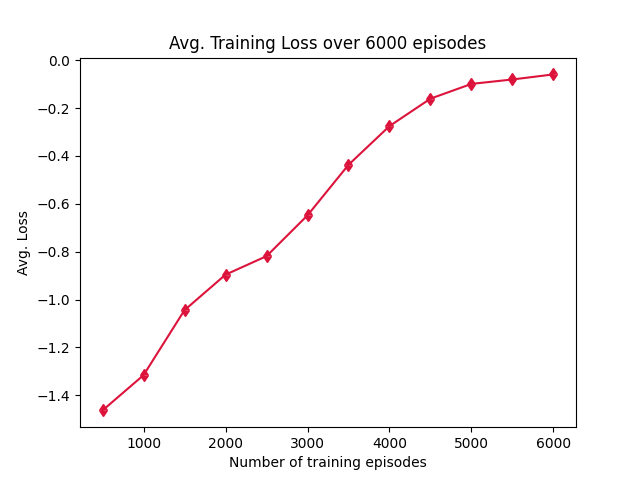 Avg. Training Loss over 6000 episodes
0.0
−0.2
−0.4
−0.6
−0.8
−1.0
−1.2
−1.4
Avg. Loss
1000 2000 3000 4000 5000 6000
Number of training episodes